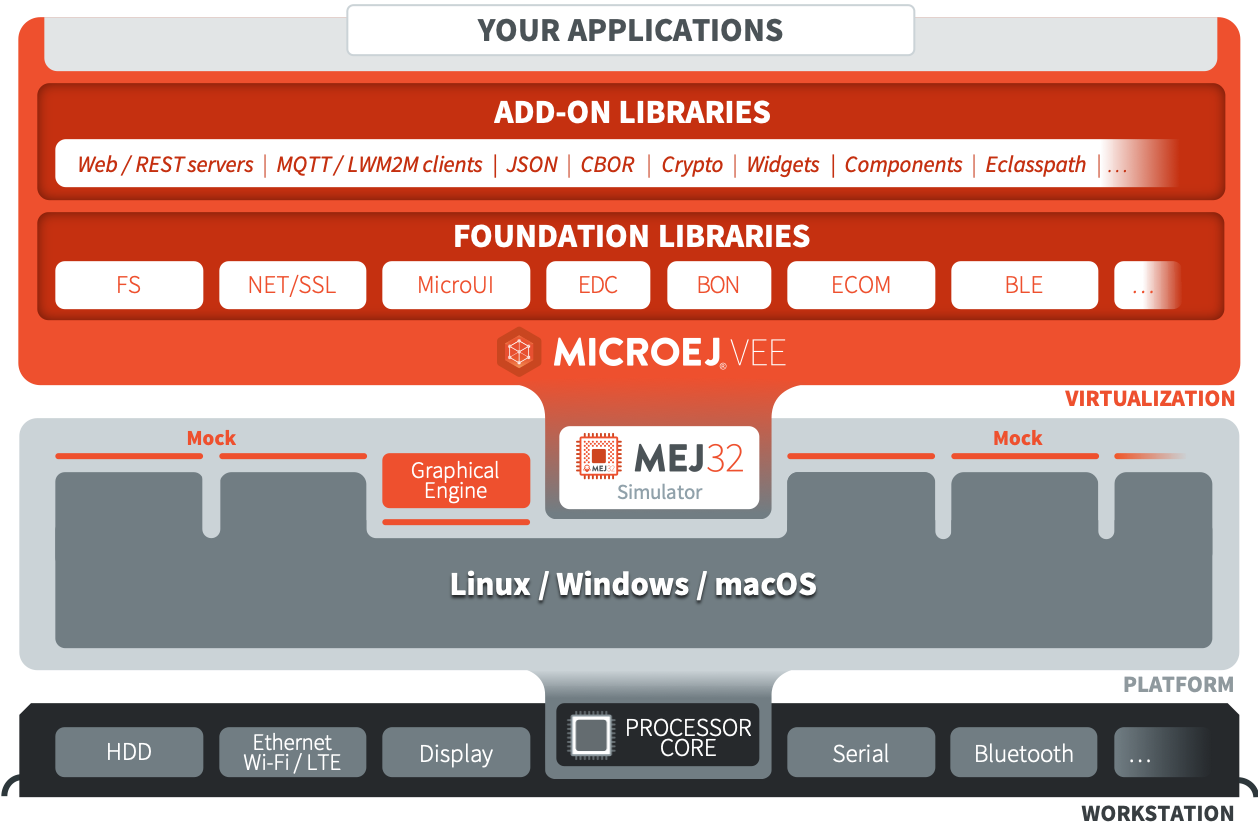 YOUR APPLICATIONS
ADD-ON LIBRARIES
Web / REST servers | MQTT / LWM2M clients | JSON | CBOR | Crypto | Widgets | Components | Eclasspath | ...
FOUNDATION LIBRARIES
FS NET/SSL MicroUI EDC BON ECOM BLE ...
MICROEJ® VEE
VIRTUALIZATION
Mock Mock
Graphical
Engine
MEJ32
MEJ32
Simulator
Linux / Windows / macOS
PLATFORM
HDD
Ethernet
Wi-Fi / LTE
Display
PROCESSOR
CORE
Serial
Bluetooth
...
WORKSTATION